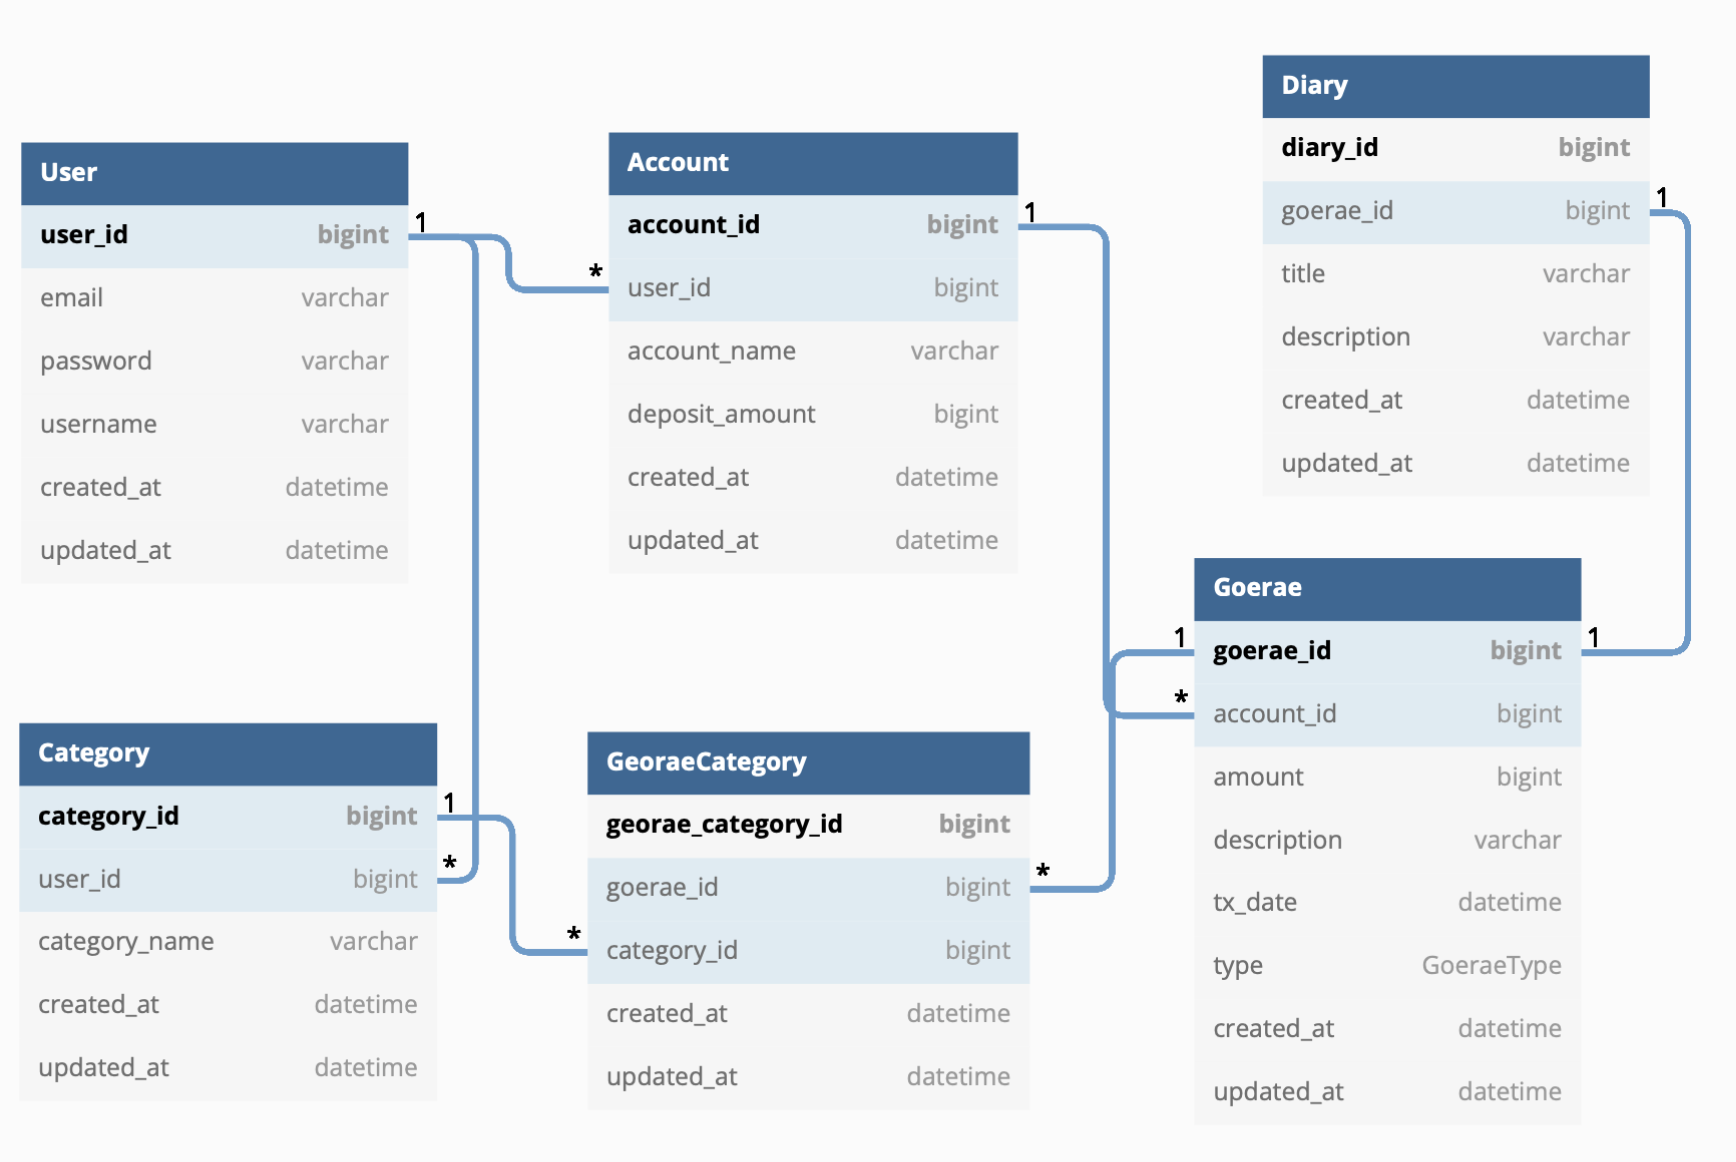 User
user_id bigint
email varchar
password varchar
username varchar
created_at datetime
updated_at datetime
1
*
Account
account_id bigint
user_id bigint
account_name varchar
deposit_amount bigint
created_at datetime
updated_at datetime
1
Diary
diary_id bigint
goerae_id bigint
title varchar
description varchar
created_at datetime
updated_at datetime
1
Category
category_id bigint
user_id bigint
category_name varchar
created_at datetime
updated_at datetime
1
*
*
GeoraeCategory
georae_category_id bigint
goerae_id bigint
category_id bigint
created_at datetime
updated_at datetime
*
1
*
Goerae
goerae_id bigint
account_id bigint
amount bigint
description varchar
tx_date datetime
type GoeraeType
created_at datetime
updated_at datetime
1